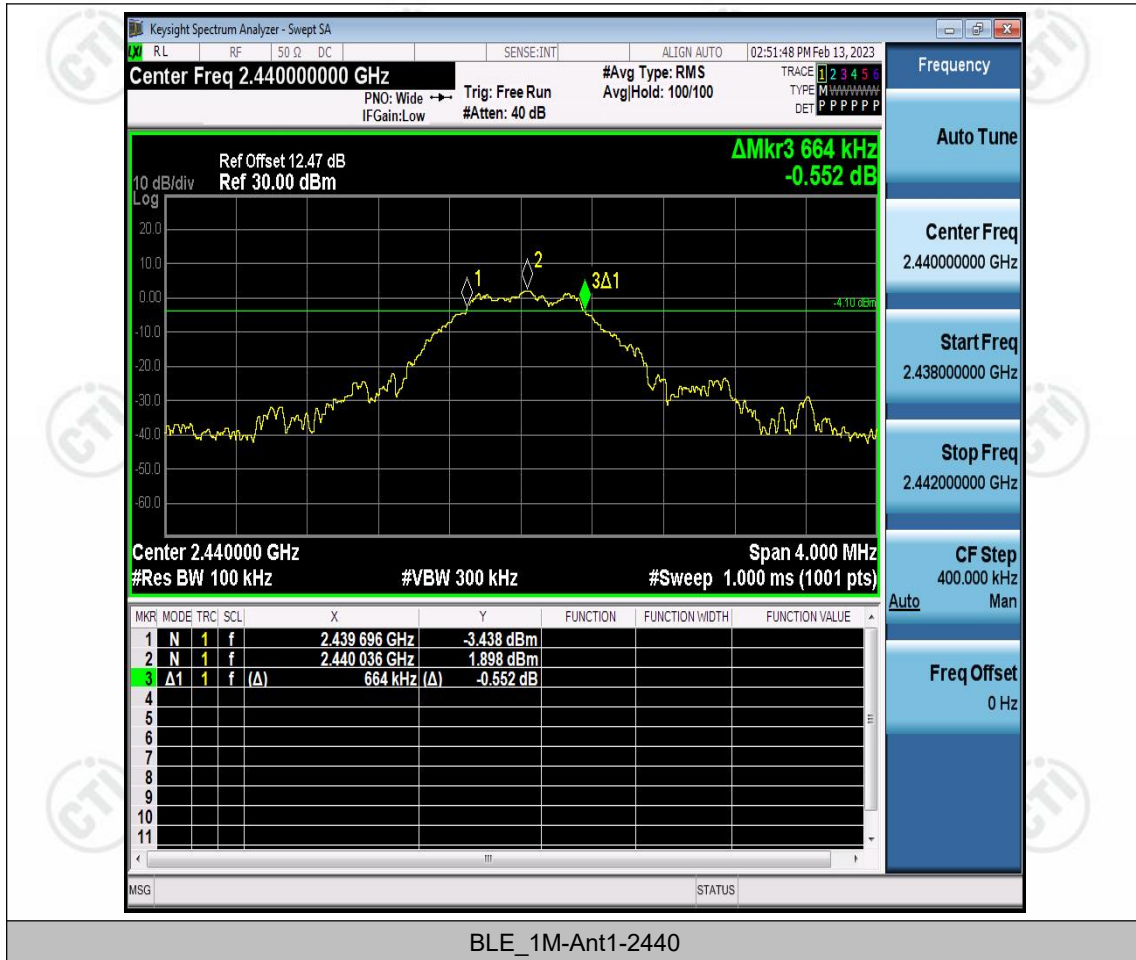 Keysight Spectrum Analyzer - Swept SA
LXI RL RF 50 Ω DC SENSE:INT ALIGN AUTO 02:51:48 PM Feb 13, 2023
Center Freq 2.440000000 GHz
PNO: Wide
IFGain:Low
Trig: Free Run
#Atten: 40 dB
#Avg Type: RMS
Avg|Hold: 100/100
TRACE 1 2 3 4 5 6
TYPE M WWWWW
DET P P P P P P
ΔMkr3 664 kHz
-0.552 dB
Ref Offset 12.47 dB
10 dB/div Ref 30.00 dBm
Log
20.0
10.0
0.00
-10.0
-20.0
-30.0
-40.0
-50.0
-60.0
1
2
3Δ1
-4.10 dBm
Center 2.440000 GHz Span 4.000 MHz
#Res BW 100 kHz #VBW 300 kHz #Sweep 1.000 ms (1001 pts)
MKR MODE TRC SCL X Y FUNCTION FUNCTION WIDTH FUNCTION VALUE
1 N 1 f 2.439 696 GHz -3.438 dBm
2 N 1 f 2.440 036 GHz 1.898 dBm
3 Δ1 1 f (Δ) 664 kHz (Δ) -0.552 dB
4
5
6
7
8
9
10
11
MSG STATUS
Frequency
Auto Tune
Center Freq
2.440000000 GHz
Start Freq
2.438000000 GHz
Stop Freq
2.442000000 GHz
CF Step
400.000 kHz
Auto Man
Freq Offset
0 Hz
CTI
CTI
CTI
CTI
CTI
CTI
BLE_1M-Ant1-2440